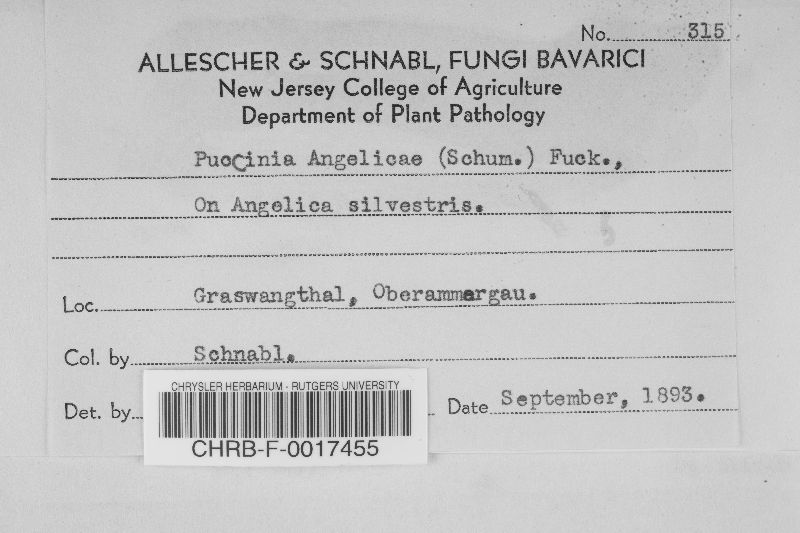 No. 315
ALLESCHER & SCHNABL, FUNGI BAVARICI
New Jersey College of Agriculture
Department of Plant Pathology
Puccinia Angelicae (Schum.) Fuck.,
On Angelica silvestris.
Loc. Graswangthal, Oberammergau.
Col. by Schnabl.
Det. by Date September, 1893.
CHRYSLER HERBARIUM - RUTGERS UNIVERSITY
CHRB-F-0017455